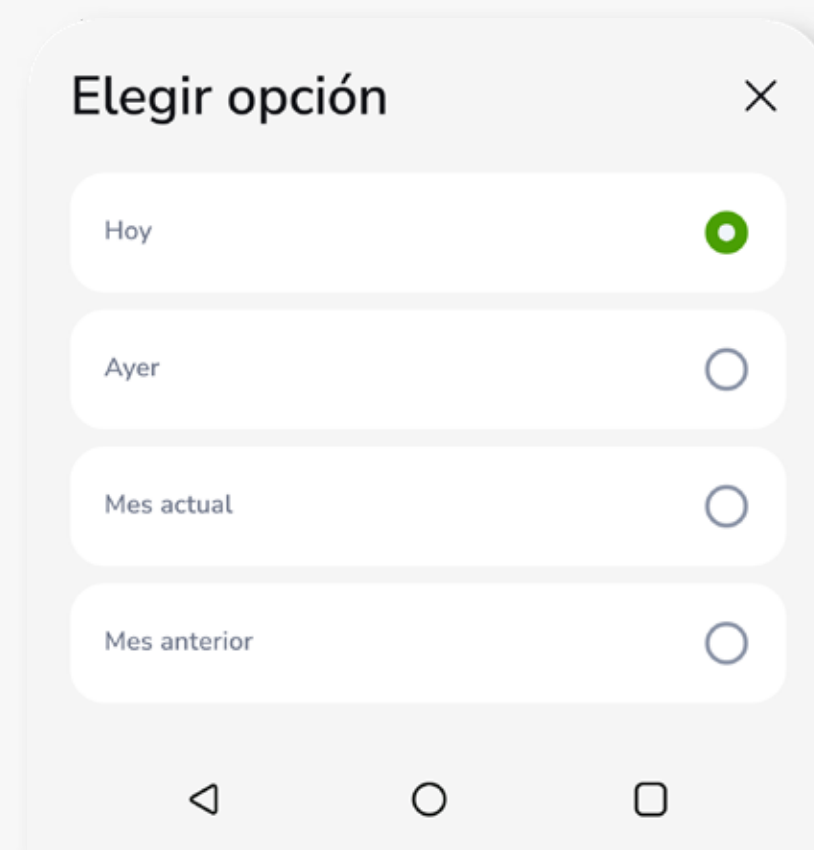 Elegir opción
Hoy
Ayer
Mes actual
Mes anterior